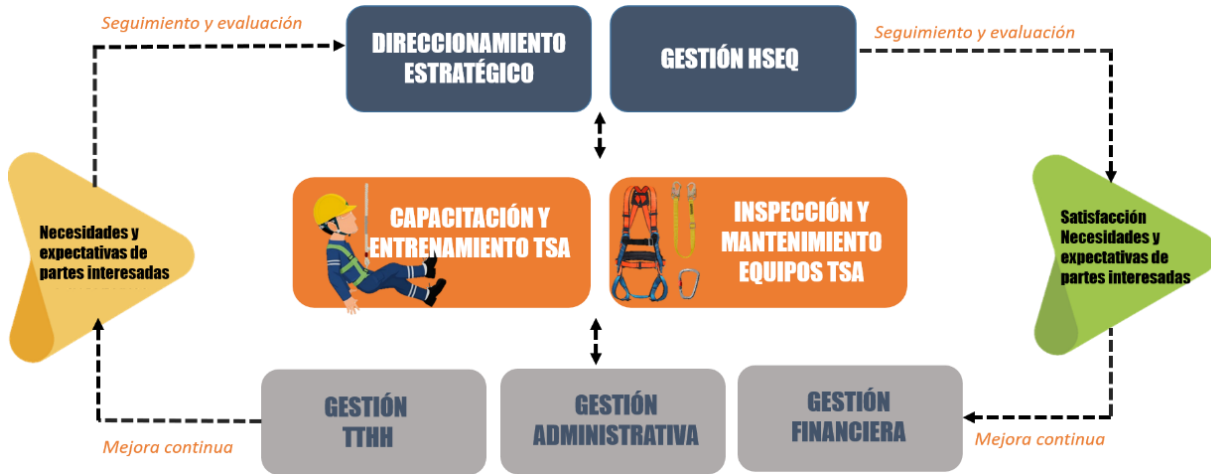 Seguimiento y evaluación
DIRECCIONAMIENTO
ESTRATÉGICO
GESTIÓN HSEQ
Seguimiento y evaluación
Necesidades y
expectativas de
partes interesadas
CAPACITACIÓN Y
ENTRENAMIENTO TSA
INSPECCIÓN Y
MANTENIMIENTO
EQUIPOS TSA
Satisfacción
Necesidades y
expectativas de
partes interesadas
GESTIÓN
TTHH
GESTIÓN
ADMINISTRATIVA
GESTIÓN
FINANCIERA
Mejora continua
Mejora continua